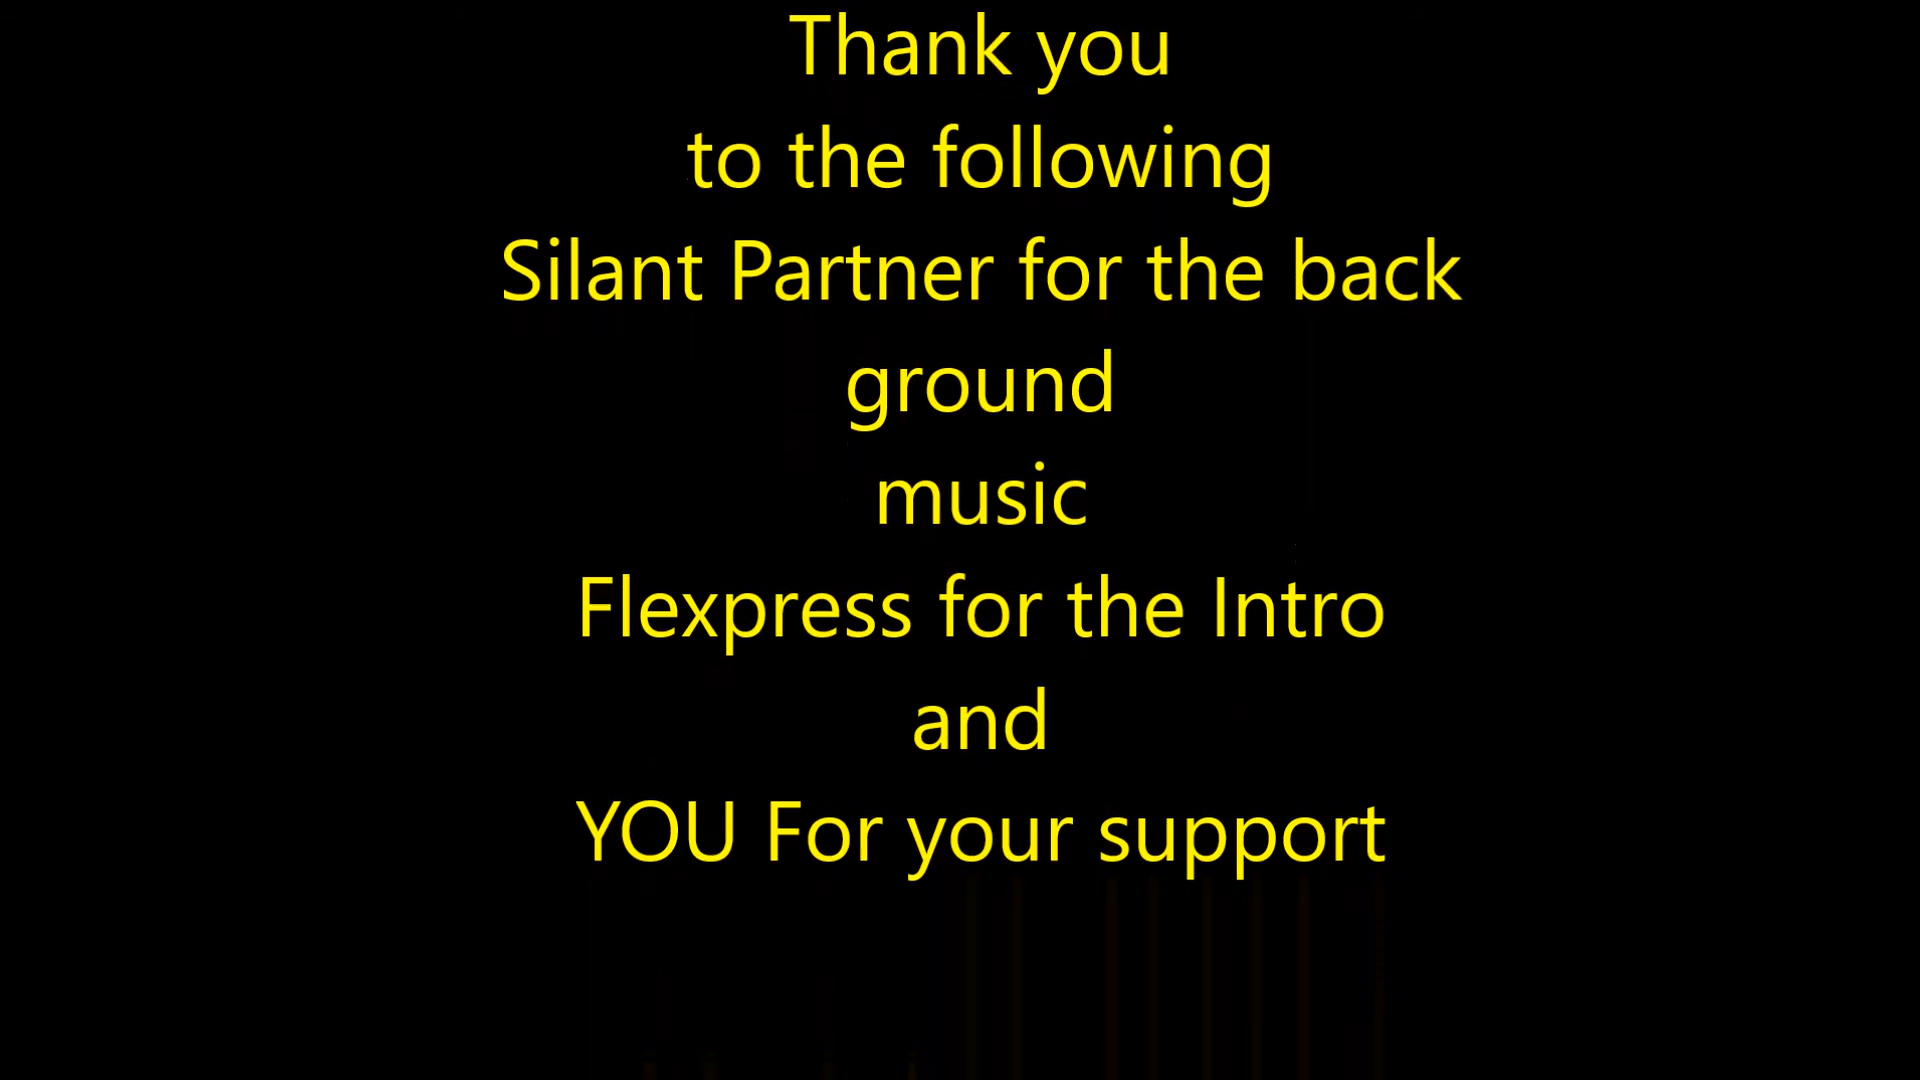 Thank you
to the following
Silant Partner for the back
ground
music
Flexpress for the Intro
and
YOU For your support